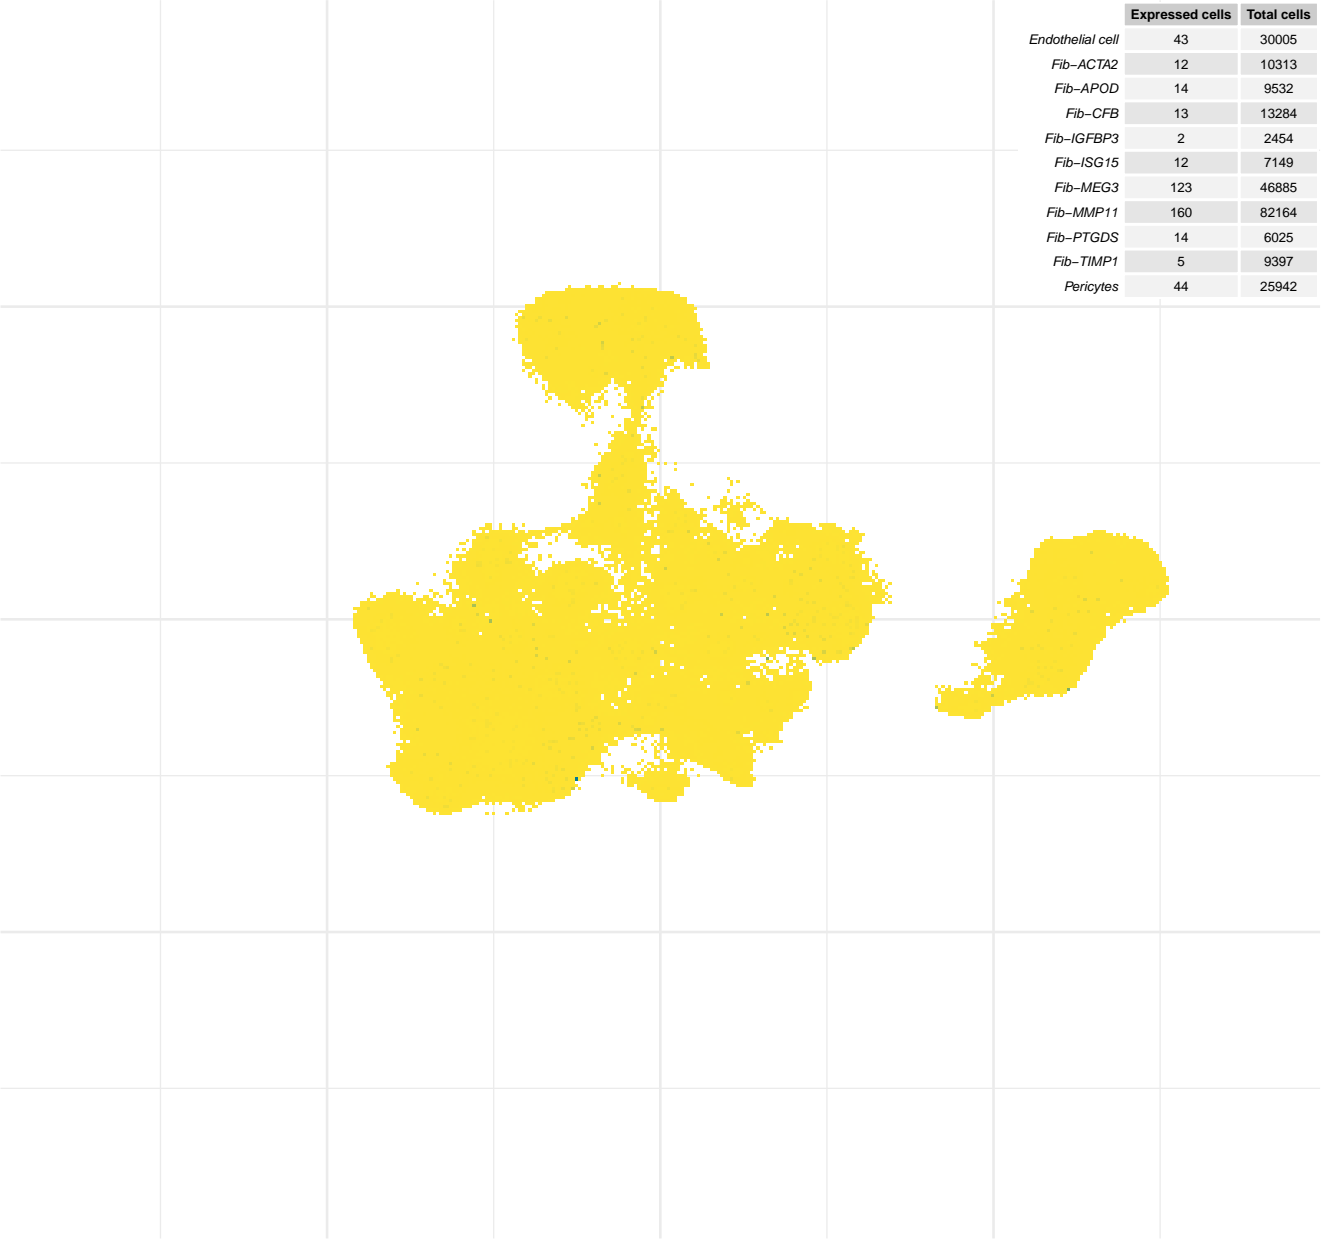 Expressed cells Total cells
Endothelial cell 43 30005
Fib−ACTA2 12 10313
Fib−APOD 14 9532
Fib−CFB 13 13284
Fib−IGFBP3 2 2454
Fib−ISG15 12 7149
Fib−MEG3 123 46885
Fib−MMP11 160 82164
Fib−PTGDS 14 6025
Fib−TIMP1 5 9397
Pericytes 44 25942